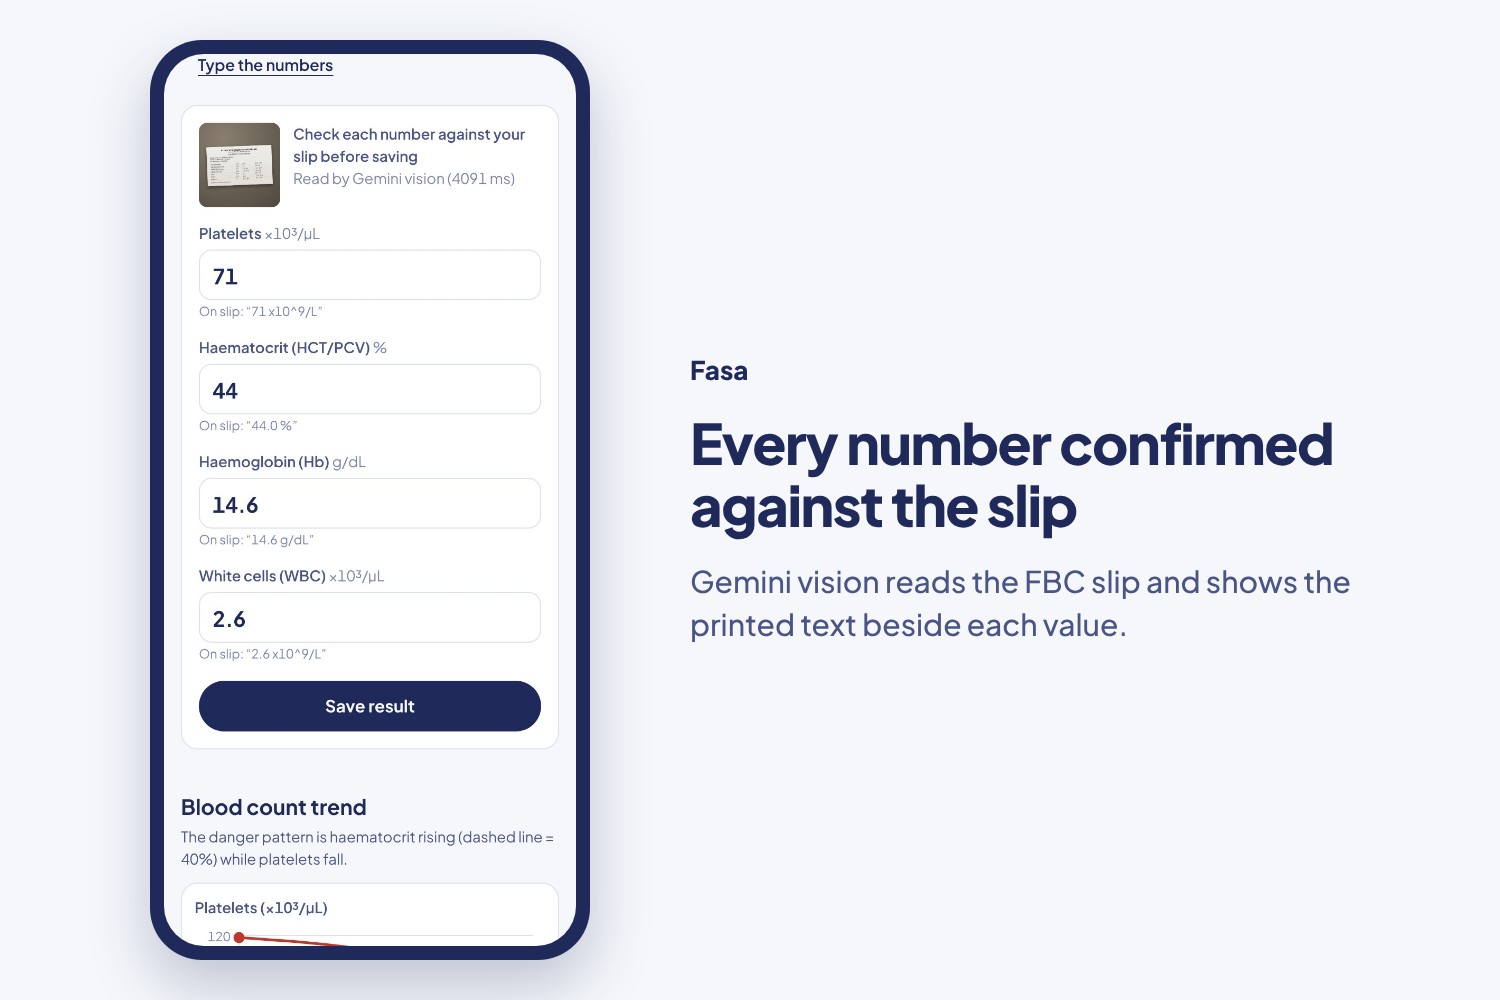 Type the numbers
Check each number against your
slip before saving
Read by Gemini vision (4091 ms)
Platelets ×10³/µL
71
On slip: “71 x10^9/L”
Haematocrit (HCT/PCV) %
44
On slip: “44.0 %”
Haemoglobin (Hb) g/dL
14.6
On slip: “14.6 g/dL”
White cells (WBC) ×10³/µL
2.6
On slip: “2.6 x10^9/L”
Save result
Blood count trend
The danger pattern is haematocrit rising (dashed line =
40%) while platelets fall.
Platelets (×10³/µL)
120
Fasa
Every number confirmed
against the slip
Gemini vision reads the FBC slip and shows the
printed text beside each value.